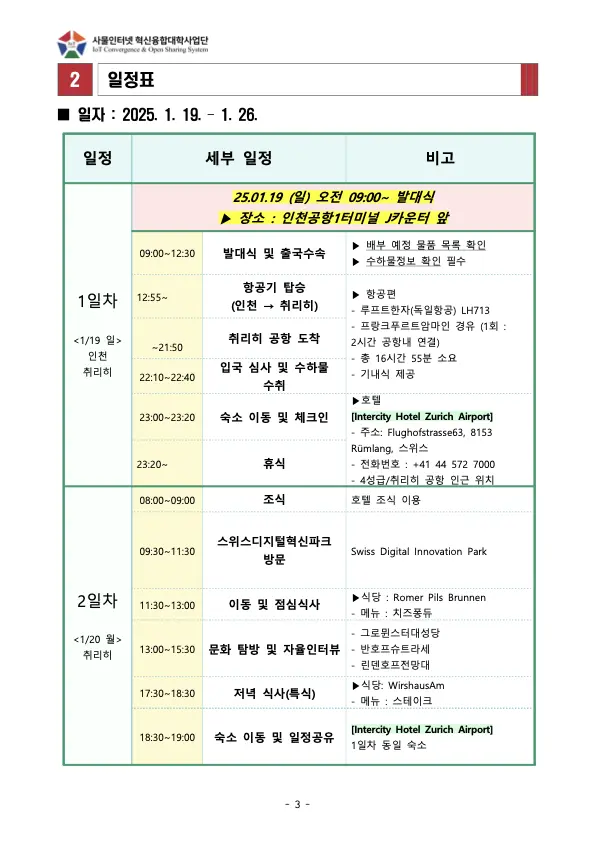 사물인터넷 혁신융합대학사업단
IoT Convergence & Open Sharing System
2 일정표
■ 일자 : 2025. 1. 19. - 1. 26.
일정 세부 일정 비고
25.01.19 (일) 오전 09:00~ 발대식
▶ 장소 : 인천공항1터미널 J카운터 앞
1일차
<1/19 일>
인천
취리히
09:00~12:30 발대식 및 출국수속
▶ 배부 예정 물품 목록 확인
▶ 수하물정보 확인 필수
12:55~ 항공기 탑승
(인천 → 취리히)
~21:50 취리히 공항 도착
22:10~22:40 입국 심사 및 수하물
수취
▶ 항공편
- 루프트한자(독일항공) LH713
- 프랑크푸르트암마인 경유 (1회 :
2시간 공항내 연결)
- 총 16시간 55분 소요
- 기내식 제공
23:00~23:20 숙소 이동 및 체크인
23:20~ 휴식
▶호텔
[Intercity Hotel Zurich Airport]
- 주소: Flughofstrasse63, 8153
Rümlang, 스위스
- 전화번호 : +41 44 572 7000
- 4성급/취리히 공항 인근 위치
2일차
<1/20 월>
취리히
08:00~09:00 조식 호텔 조식 이용
09:30~11:30 스위스디지털혁신파크
방문
Swiss Digital Innovation Park
11:30~13:00 이동 및 점심식사
▶식당 : Romer Pils Brunnen
- 메뉴 : 치즈퐁듀
13:00~15:30 문화 탐방 및 자율인터뷰
- 그로뮌스터대성당
- 반호프슈트라세
- 린덴호프전망대
17:30~18:30 저녁 식사(특식)
▶식당: WirshausAm
- 메뉴 : 스테이크
18:30~19:00 숙소 이동 및 일정공유
[Intercity Hotel Zurich Airport]
1일차 동일 숙소
- 3 -